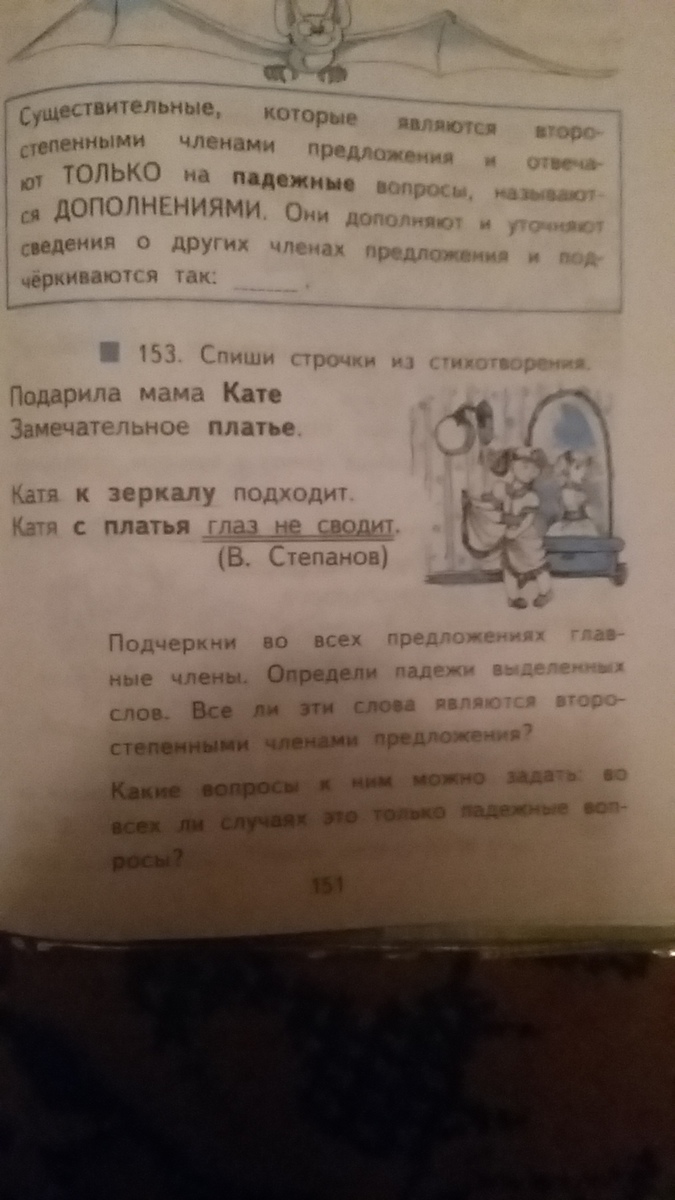 Существительные, которые являются второ-
степенными членами предложения и отвеча-
ют ТОЛЬКО на падежные вопросы, называют-
ся ДОПОЛНЕНИЯМИ. Они дополняют и уточняют
сведения о других членах предложения и под-
чёркиваются так: ______ .
153. Спиши строчки из стихотворения.
Подарила мама Кате
Замечательное платье.
Катя к зеркалу подходит.
Катя с платья глаз не сводит.
(В. Степанов)
Подчеркни во всех предложениях глав-
ные члены. Определи падежи выделенных
слов. Все ли эти слова являются второ-
степенными членами предложения?
Какие вопросы к ним можно задать: во
всех ли случаях это только падежные воп-
росы?
151